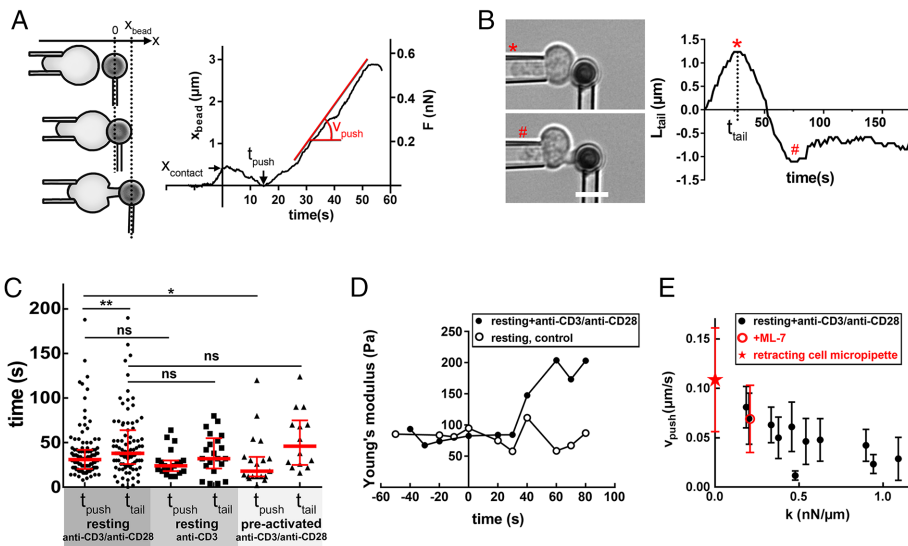 A
0
x_bead
x
x_bead (µm)
3
2
1
0
V_push
x_contact
t_push
0 10 20 30 40 50 60
time(s)
0.6
0.4
0.2
F (nN)
B
*
#
L_tail (µm)
1.5
1.0
0.5
0.0
-0.5
-1.0
-1.5
*
t_tail
50 100 150
#
time(s)
C
time (s)
200
150
100
50
0
*
**
ns
ns
ns
t_push t_tail t_push t_tail t_push t_tail
resting resting pre-activated
anti-CD3/antiCD28 anti-CD3 anti-CD3/antiCD28
D
Young's modulus (Pa)
250
200
150
100
50
resting+anti-CD3/anti-CD28
resting, control
-60 -40 -20 0 20 40 60 80 100
time (s)
E
v_push (µm/s)
0.20
0.15
0.10
0.05
0.00
resting+anti-CD3/antiCD28
+ML-7
retracting cell micropipette
0.0 0.5 1.0
k (nN/µm)